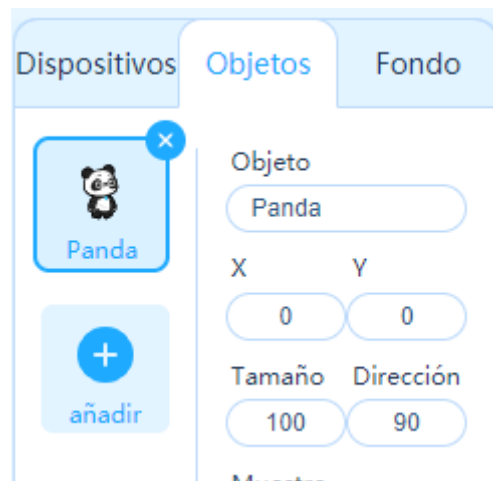 Dispositivos Objetos Fondo
Objeto
Panda
Panda
X Y
0 0
Tamaño Dirección
añadir
100 90